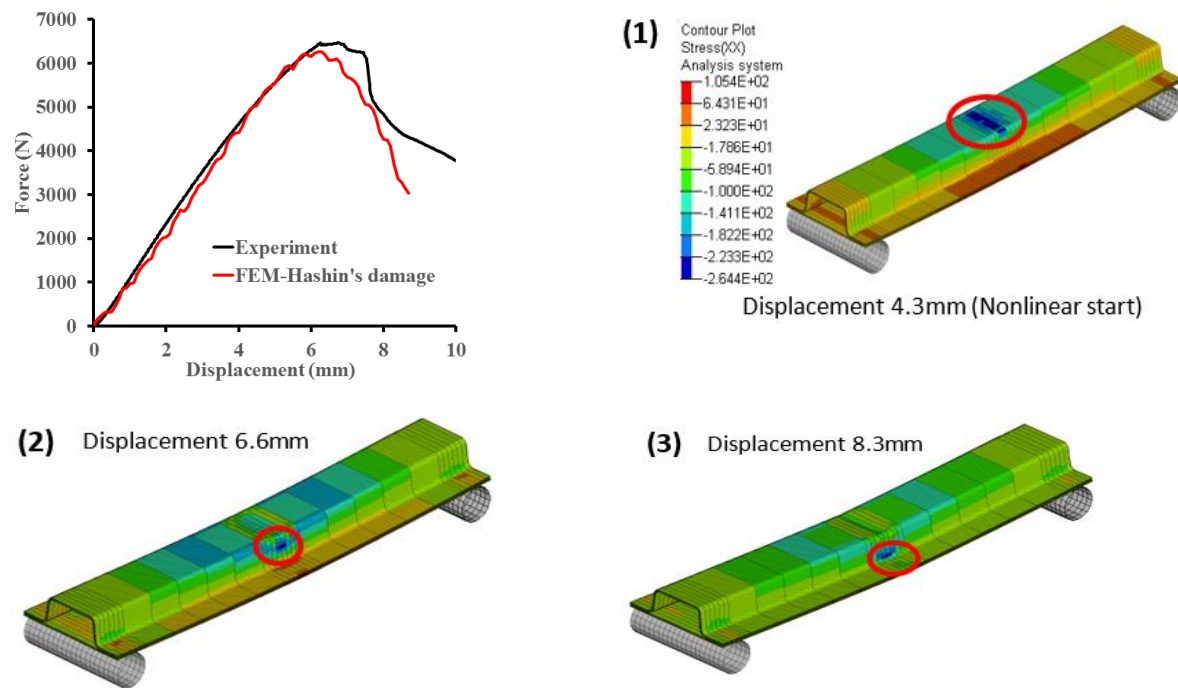 7000
6000
5000
4000
3000
2000
1000
0
Force (N)
Experiment
FEM-Hashin's damage
0 2 4 6 8 10
Displacement (mm)
(1)
Contour Plot
Stress(XX)
Analysis system
1.054E+02
6.431E+01
2.323E+01
-1.786E+01
-5.894E+01
-1.000E+02
-1.411E+02
-1.822E+02
-2.233E+02
-2.644E+02
Displacement 4.3mm (Nonlinear start)
(2) Displacement 6.6mm
(3) Displacement 8.3mm